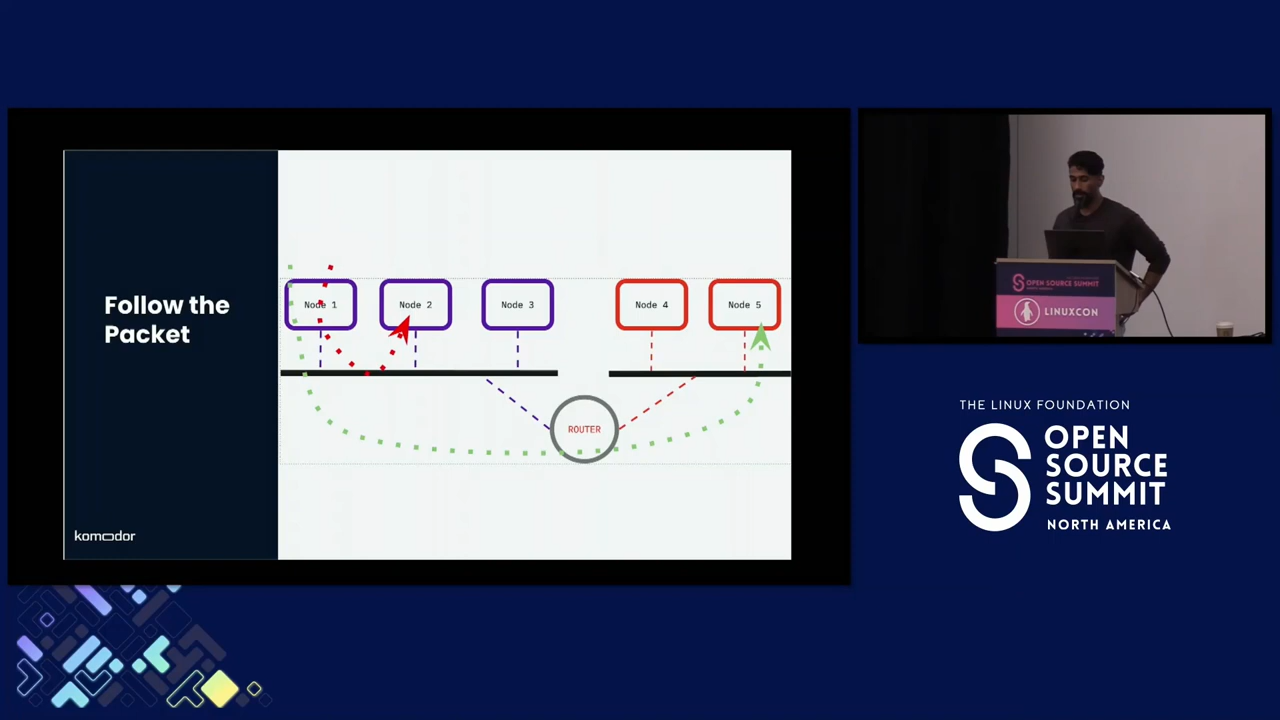 Follow the
Packet
komodor
Node 1
Node 2
Node 3
Node 4
Node 5
ROUTER
OPEN SOURCE SUMMIT
LINUXCON
THE LINUX FOUNDATION
OPEN
SOURCE
SUMMIT
NORTH AMERICA